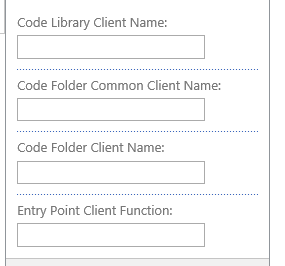 Code Library Client Name:
Code Folder Common Client Name:
Code Folder Client Name:
Entry Point Client Function: